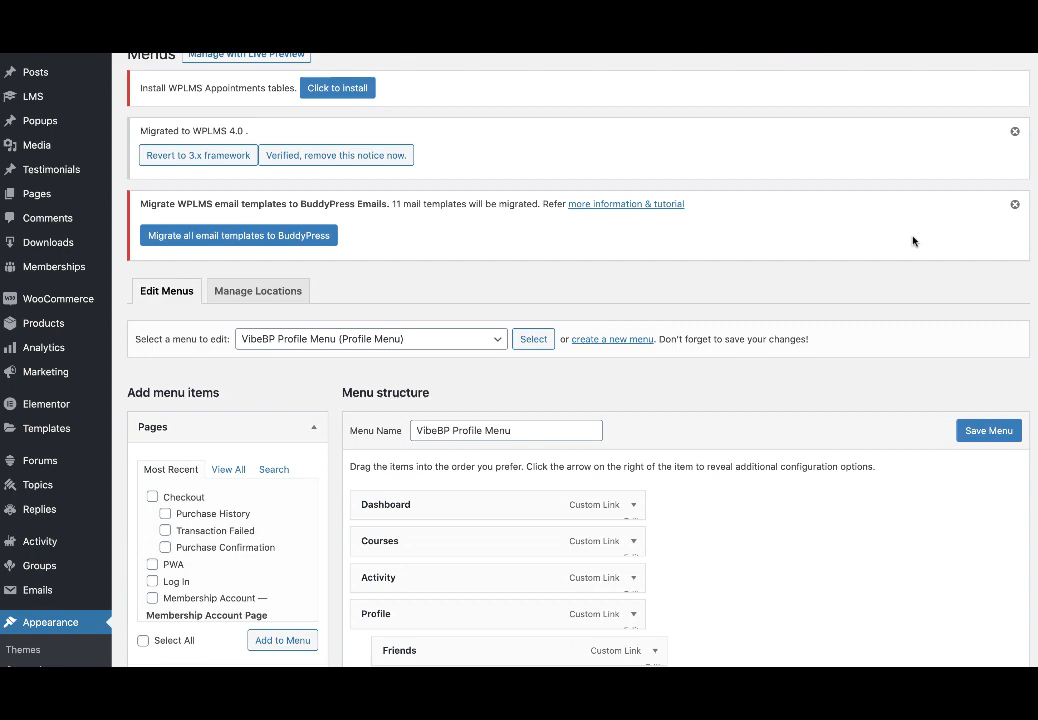 Menus Manage with Live Preview
Posts
LMS
Popups
Media
Testimonials
Pages
Comments
Downloads
Memberships
WooCommerce
Products
Analytics
Marketing
Elementor
Templates
Forums
Topics
Replies
Activity
Groups
Emails
Appearance
Themes
Install WPLMS Appointments tables. Click to install
Migrated to WPLMS 4.0 .
Revert to 3.x framework Verified, remove this notice now.
Migrate WPLMS email templates to BuddyPress Emails. 11 mail templates will be migrated. Refer more information & tutorial
Migrate all email templates to BuddyPress
Edit Menus Manage Locations
Select a menu to edit: VibeBP Profile Menu (Profile Menu) Select or create a new menu. Don't forget to save your changes!
Add menu items
Pages
Most Recent View All Search
Checkout
Purchase History
Transaction Failed
Purchase Confirmation
PWA
Log In
Membership Account —
Membership Account Page
Select All Add to Menu
Menu structure
Menu Name VibeBP Profile Menu Save Menu
Drag the items into the order you prefer. Click the arrow on the right of the item to reveal additional configuration options.
Dashboard Custom Link
Courses Custom Link
Activity Custom Link
Profile Custom Link
Friends Custom Link